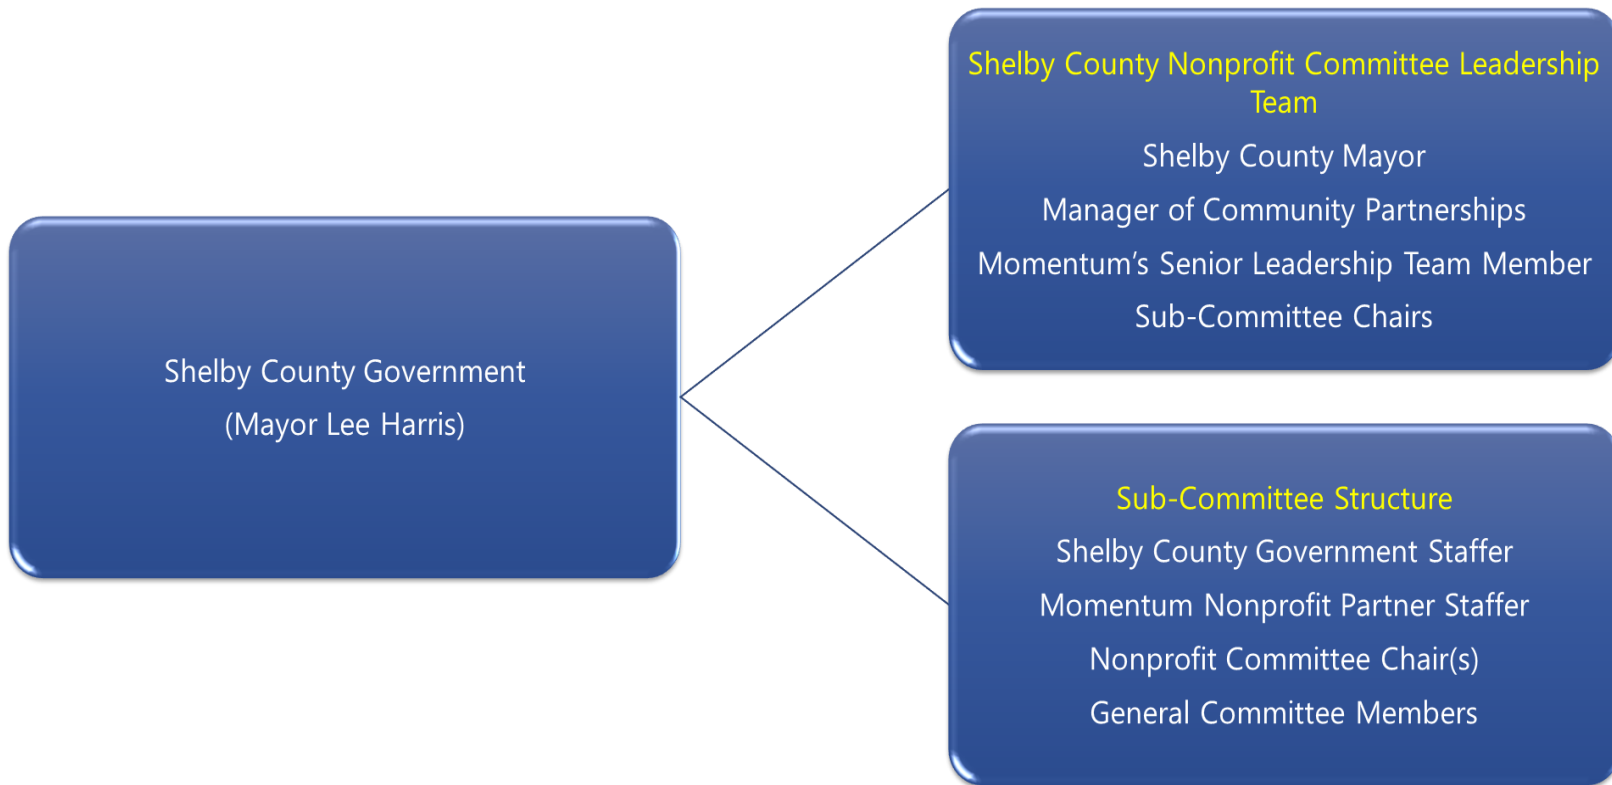 Shelby County Government
(Mayor Lee Harris)
Shelby County Nonprofit Committee Leadership
Team
Shelby County Mayor
Manager of Community Partnerships
Momentum’s Senior Leadership Team Member
Sub-Committee Chairs
Sub-Committee Structure
Shelby County Government Staffer
Momentum Nonprofit Partner Staffer
Nonprofit Committee Chair(s)
General Committee Members